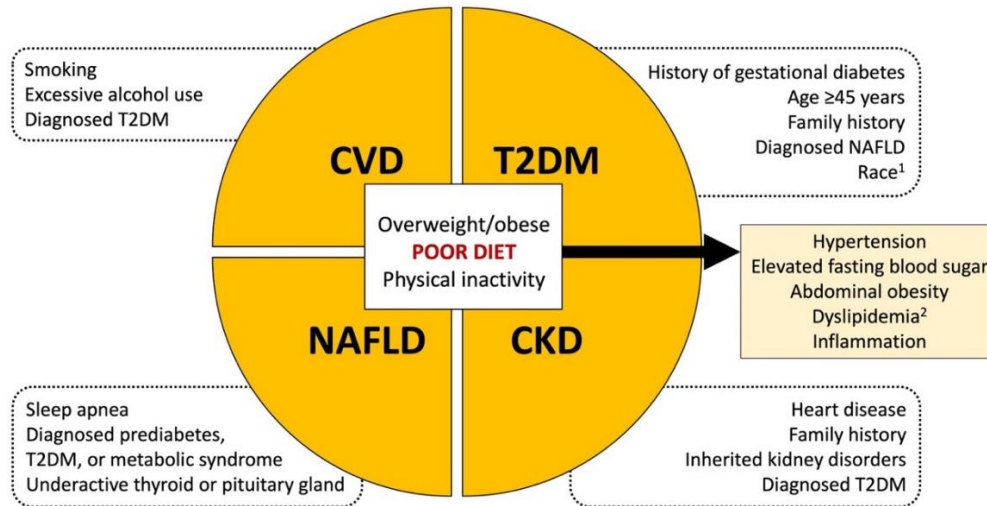 Smoking
Excessive alcohol use
Diagnosed T2DM
History of gestational diabetes
Age ≥45 years
Family history
Diagnosed NAFLD
Race¹
CVD
T2DM
Overweight/obese
POOR DIET
Physical inactivity
Hypertension
Elevated fasting blood sugar
Abdominal obesity
Dyslipidemia²
Inflammation
NAFLD
CKD
Sleep apnea
Diagnosed prediabetes,
T2DM, or metabolic syndrome
Underactive thyroid or pituitary gland
Heart disease
Family history
Inherited kidney disorders
Diagnosed T2DM